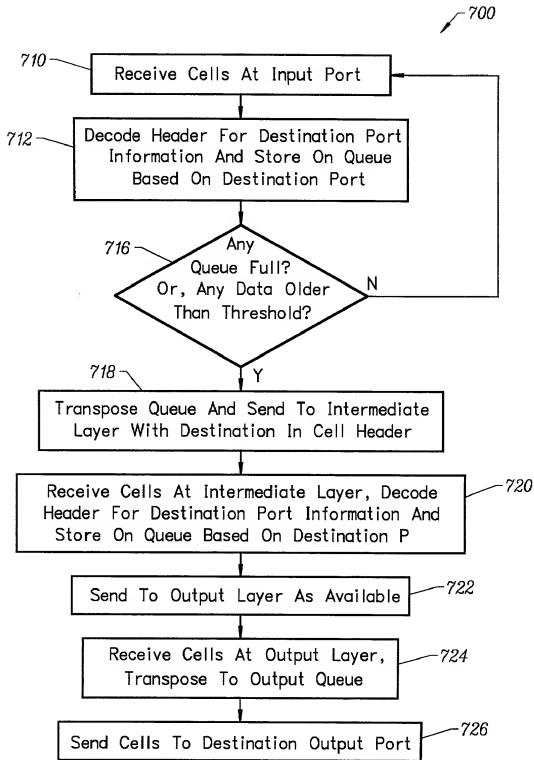 700
710
Receive Cells At Input Port
712
Decode Header For Destination Port
Information And Store On Queue
Based On Destination Port
716
Any
Queue Full?
Or, Any Data Older
Than Threshold?
N
Y
718
Transpose Queue And Send To Intermediate
Layer With Destination In Cell Header
Receive Cells At Intermediate Layer, Decode
Header For Destination Port Information And
Store On Queue Based On Destination P
720
Send To Output Layer As Available
722
Receive Cells At Output Layer,
Transpose To Output Queue
724
Send Cells To Destination Output Port
726